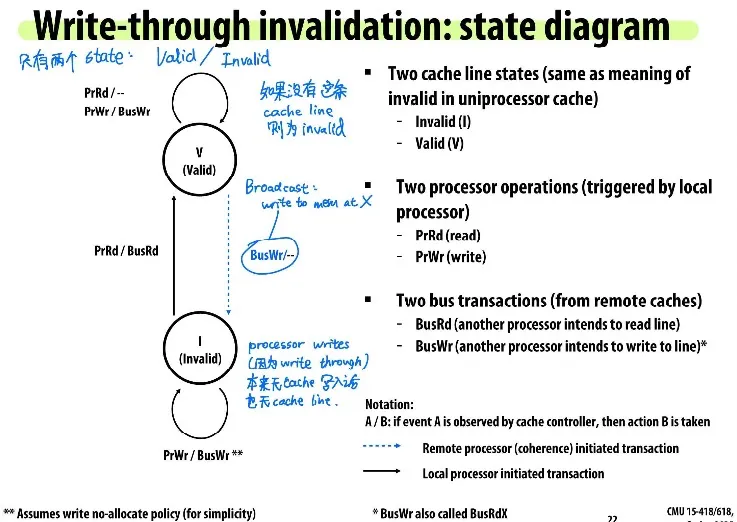 Write-through invalidation: state diagram
只有两个 state: Valid / Invalid
PrRd / --
PrWr / BusWr
如果没有这条
cache line
则为 invalid
V
(Valid)
Broadcast:
write to mem at X
PrRd / BusRd
BusWr/--
I
(Invalid)
processor writes
(因为 write through)
本来无 cache 写入后
也无 cache line.
PrWr / BusWr **
▪ Two cache line states (same as meaning of
invalid in uniprocessor cache)
- Invalid (I)
- Valid (V)
▪ Two processor operations (triggered by local
processor)
- PrRd (read)
- PrWr (write)
▪ Two bus transactions (from remote caches)
- BusRd (another processor intends to read line)
- BusWr (another processor intends to write to line)*
Notation:
A / B: if event A is observed by cache controller, then action B is taken
Remote processor (coherence) initiated transaction
Local processor initiated transaction
** Assumes write no-allocate policy (for simplicity)
* BusWr also called BusRdX
22
CMU 15-418/618,